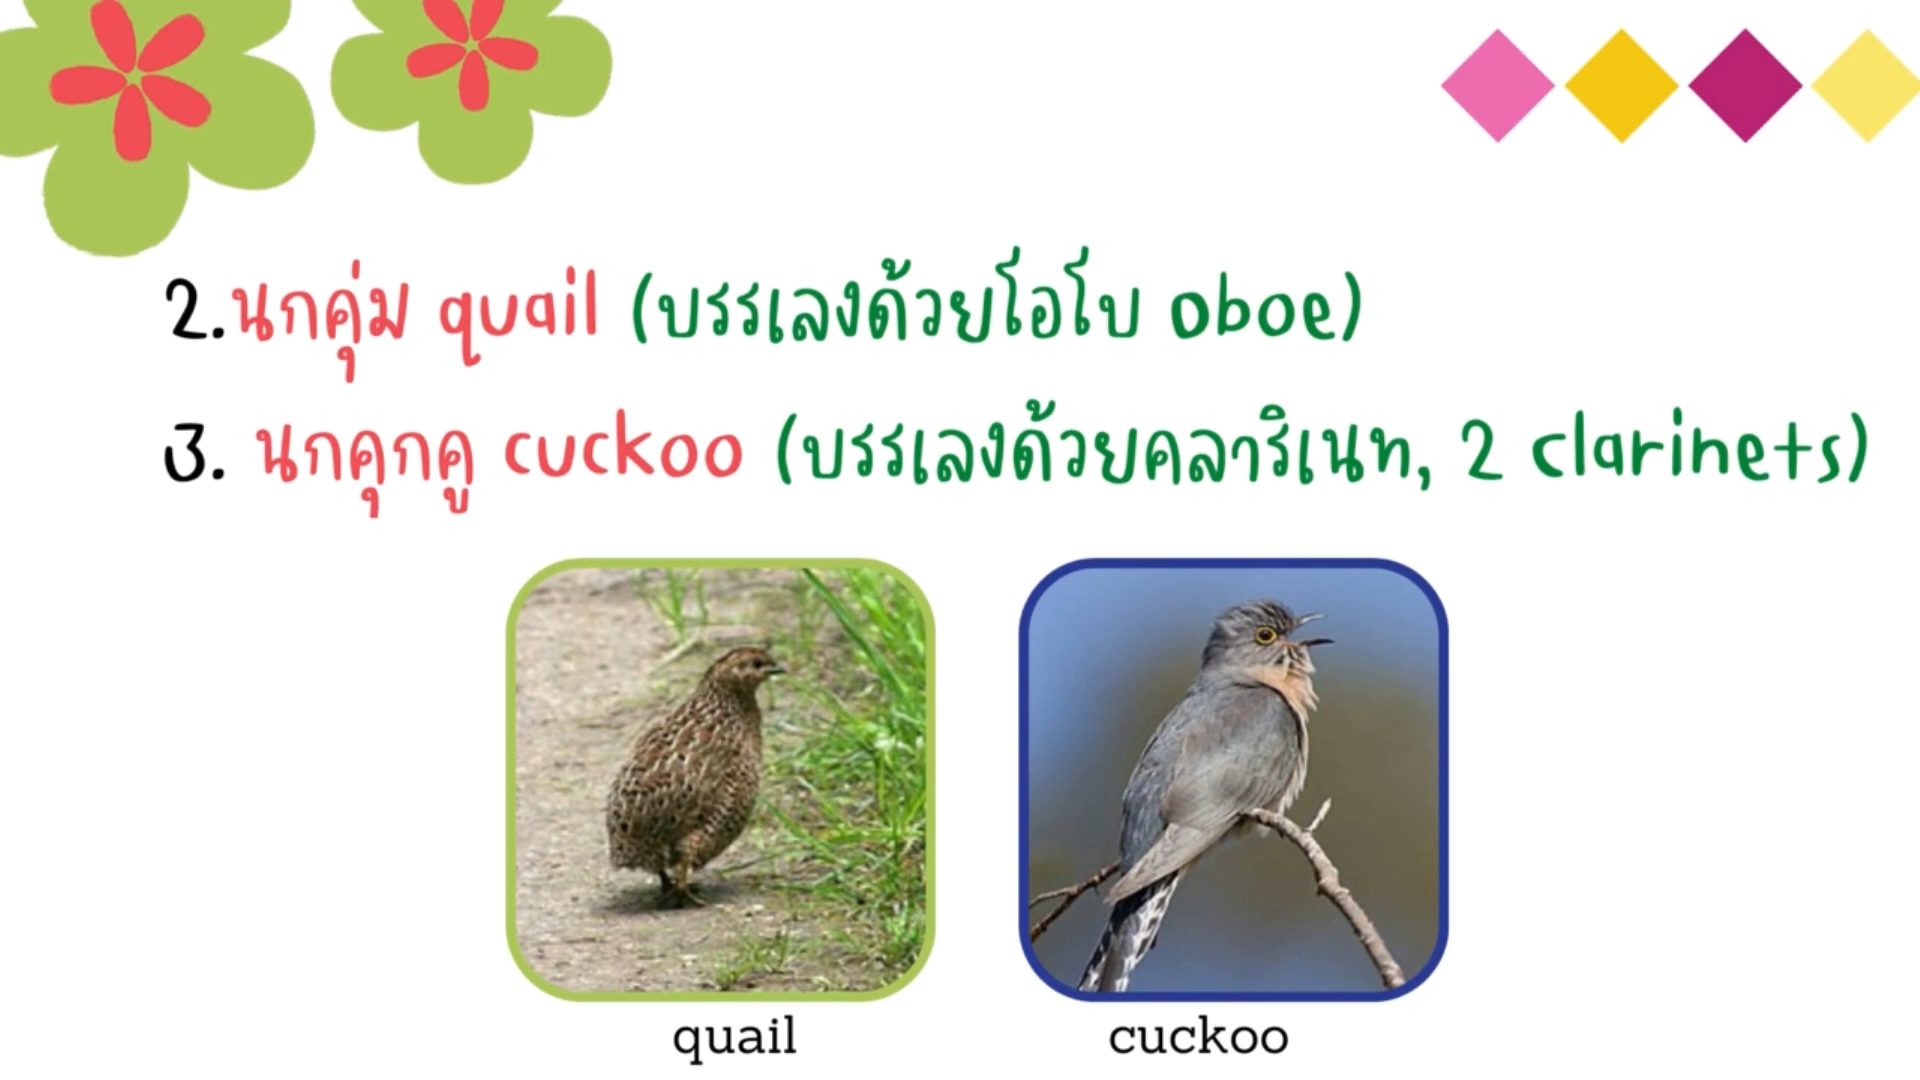 2.นกคุ่ม quail (บรรเลงด้วยโอโบ oboe)
3. นกคุกคู cuckoo (บรรเลงด้วยคลาริเนท, 2 clarinets)
quail
cuckoo